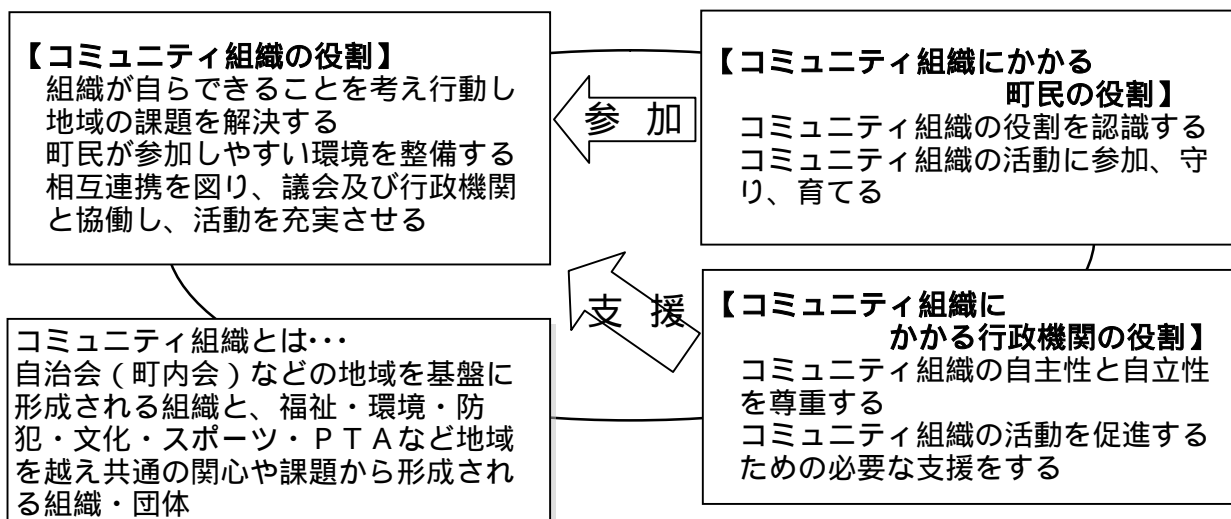 【コミュニティ組織の役割】
組織が自らできることを考え行動し
地域の課題を解決する
町民が参加しやすい環境を整備する
相互連携を図り、議会及び行政機関
と協働し、活動を充実させる
参 加
【コミュニティ組織にかかる
町民の役割】
コミュニティ組織の役割を認識する
コミュニティ組織の活動に参加、守
り、育てる
支 援
【コミュニティ組織に
かかる行政機関の役割】
コミュニティ組織の自主性と自立性
を尊重する
コミュニティ組織の活動を促進する
ための必要な支援をする
コミュニティ組織とは・・・
自治会（町内会）などの地域を基盤に
形成される組織と、福祉・環境・防
犯・文化・スポーツ・ＰＴＡなど地域
を越え共通の関心や課題から形成され
る組織・団体